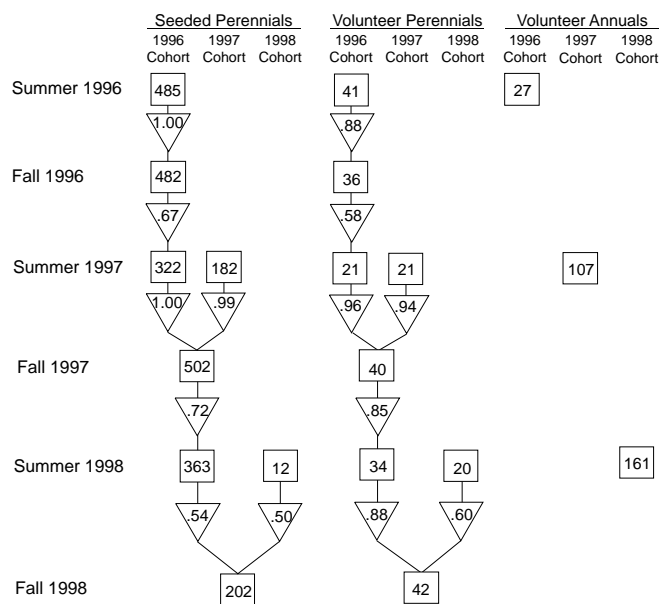 Seeded Perennials Volunteer Perennials Volunteer Annuals
1996 1997 1998 1996 1997 1998 1996 1997 1998
Cohort Cohort Cohort Cohort Cohort Cohort Cohort Cohort Cohort
Summer 1996 485 41 27
1.00 .88
Fall 1996 482 36
.67 .58
Summer 1997 322 182 21 21 107
1.00 .99 .96 .94
Fall 1997 502 40
.72 .85
Summer 1998 363 12 34 20 161
.54 .50 .88 .60
Fall 1998 202 42